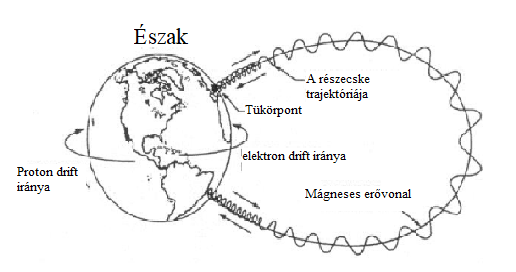 Észak
A részecske
trajektóriája
Tükörpont
elektron drift iránya
Proton drift
iránya
Mágneses erővonal